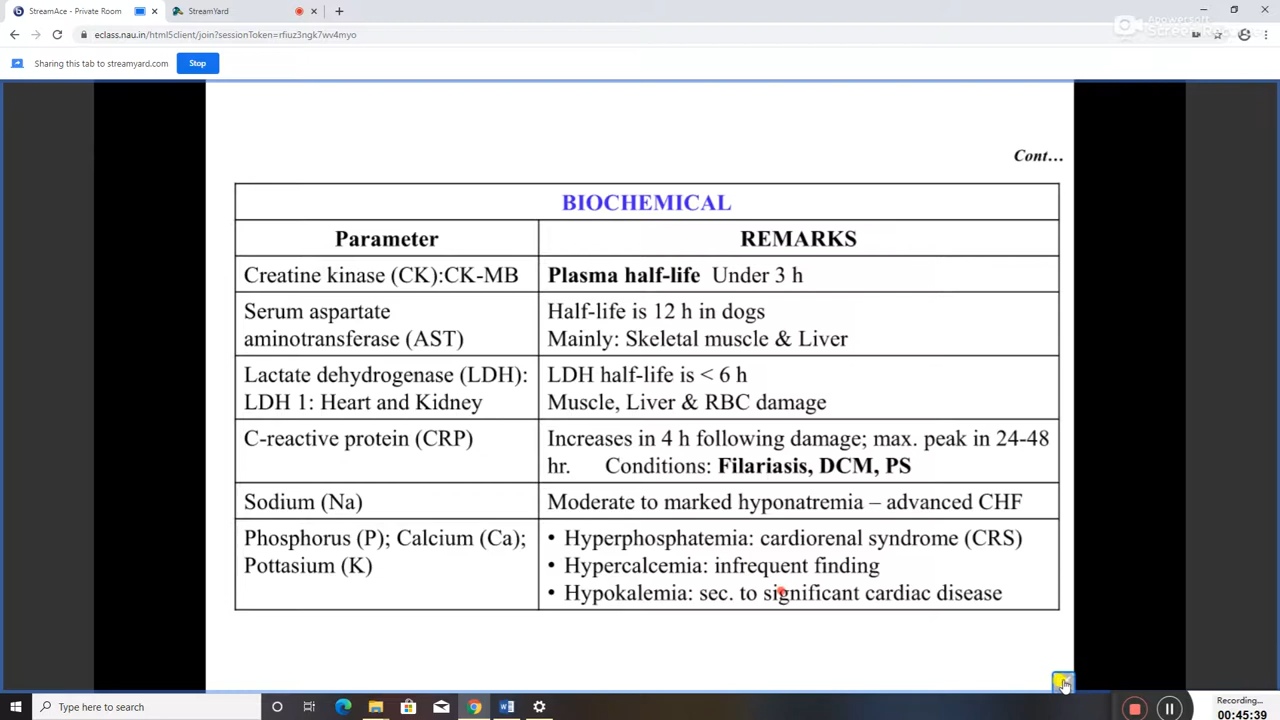 StreamAce - Private Room
StreamYard
eclass.nau.in/html5client/join?sessionToken=rfiuz3ngk7wv4myo
Apowersoft
Sharing this tab to streamyard.com
Stop
Cont…
BIOCHEMICAL
Parameter
REMARKS
Creatine kinase (CK):CK-MB
Plasma half-life Under 3 h
Serum aspartate
aminotransferase (AST)
Half-life is 12 h in dogs
Mainly: Skeletal muscle & Liver
Lactate dehydrogenase (LDH):
LDH 1: Heart and Kidney
LDH half-life is < 6 h
Muscle, Liver & RBC damage
C-reactive protein (CRP)
Increases in 4 h following damage; max. peak in 24-48
hr. Conditions: Filariasis, DCM, PS
Sodium (Na)
Moderate to marked hyponatremia – advanced CHF
Phosphorus (P); Calcium (Ca);
Pottasium (K)
• Hyperphosphatemia: cardiorenal syndrome (CRS)
• Hypercalcemia: infrequent finding
• Hypokalemia: sec. to significant cardiac disease
Type here to search
Recording...
00:45:39